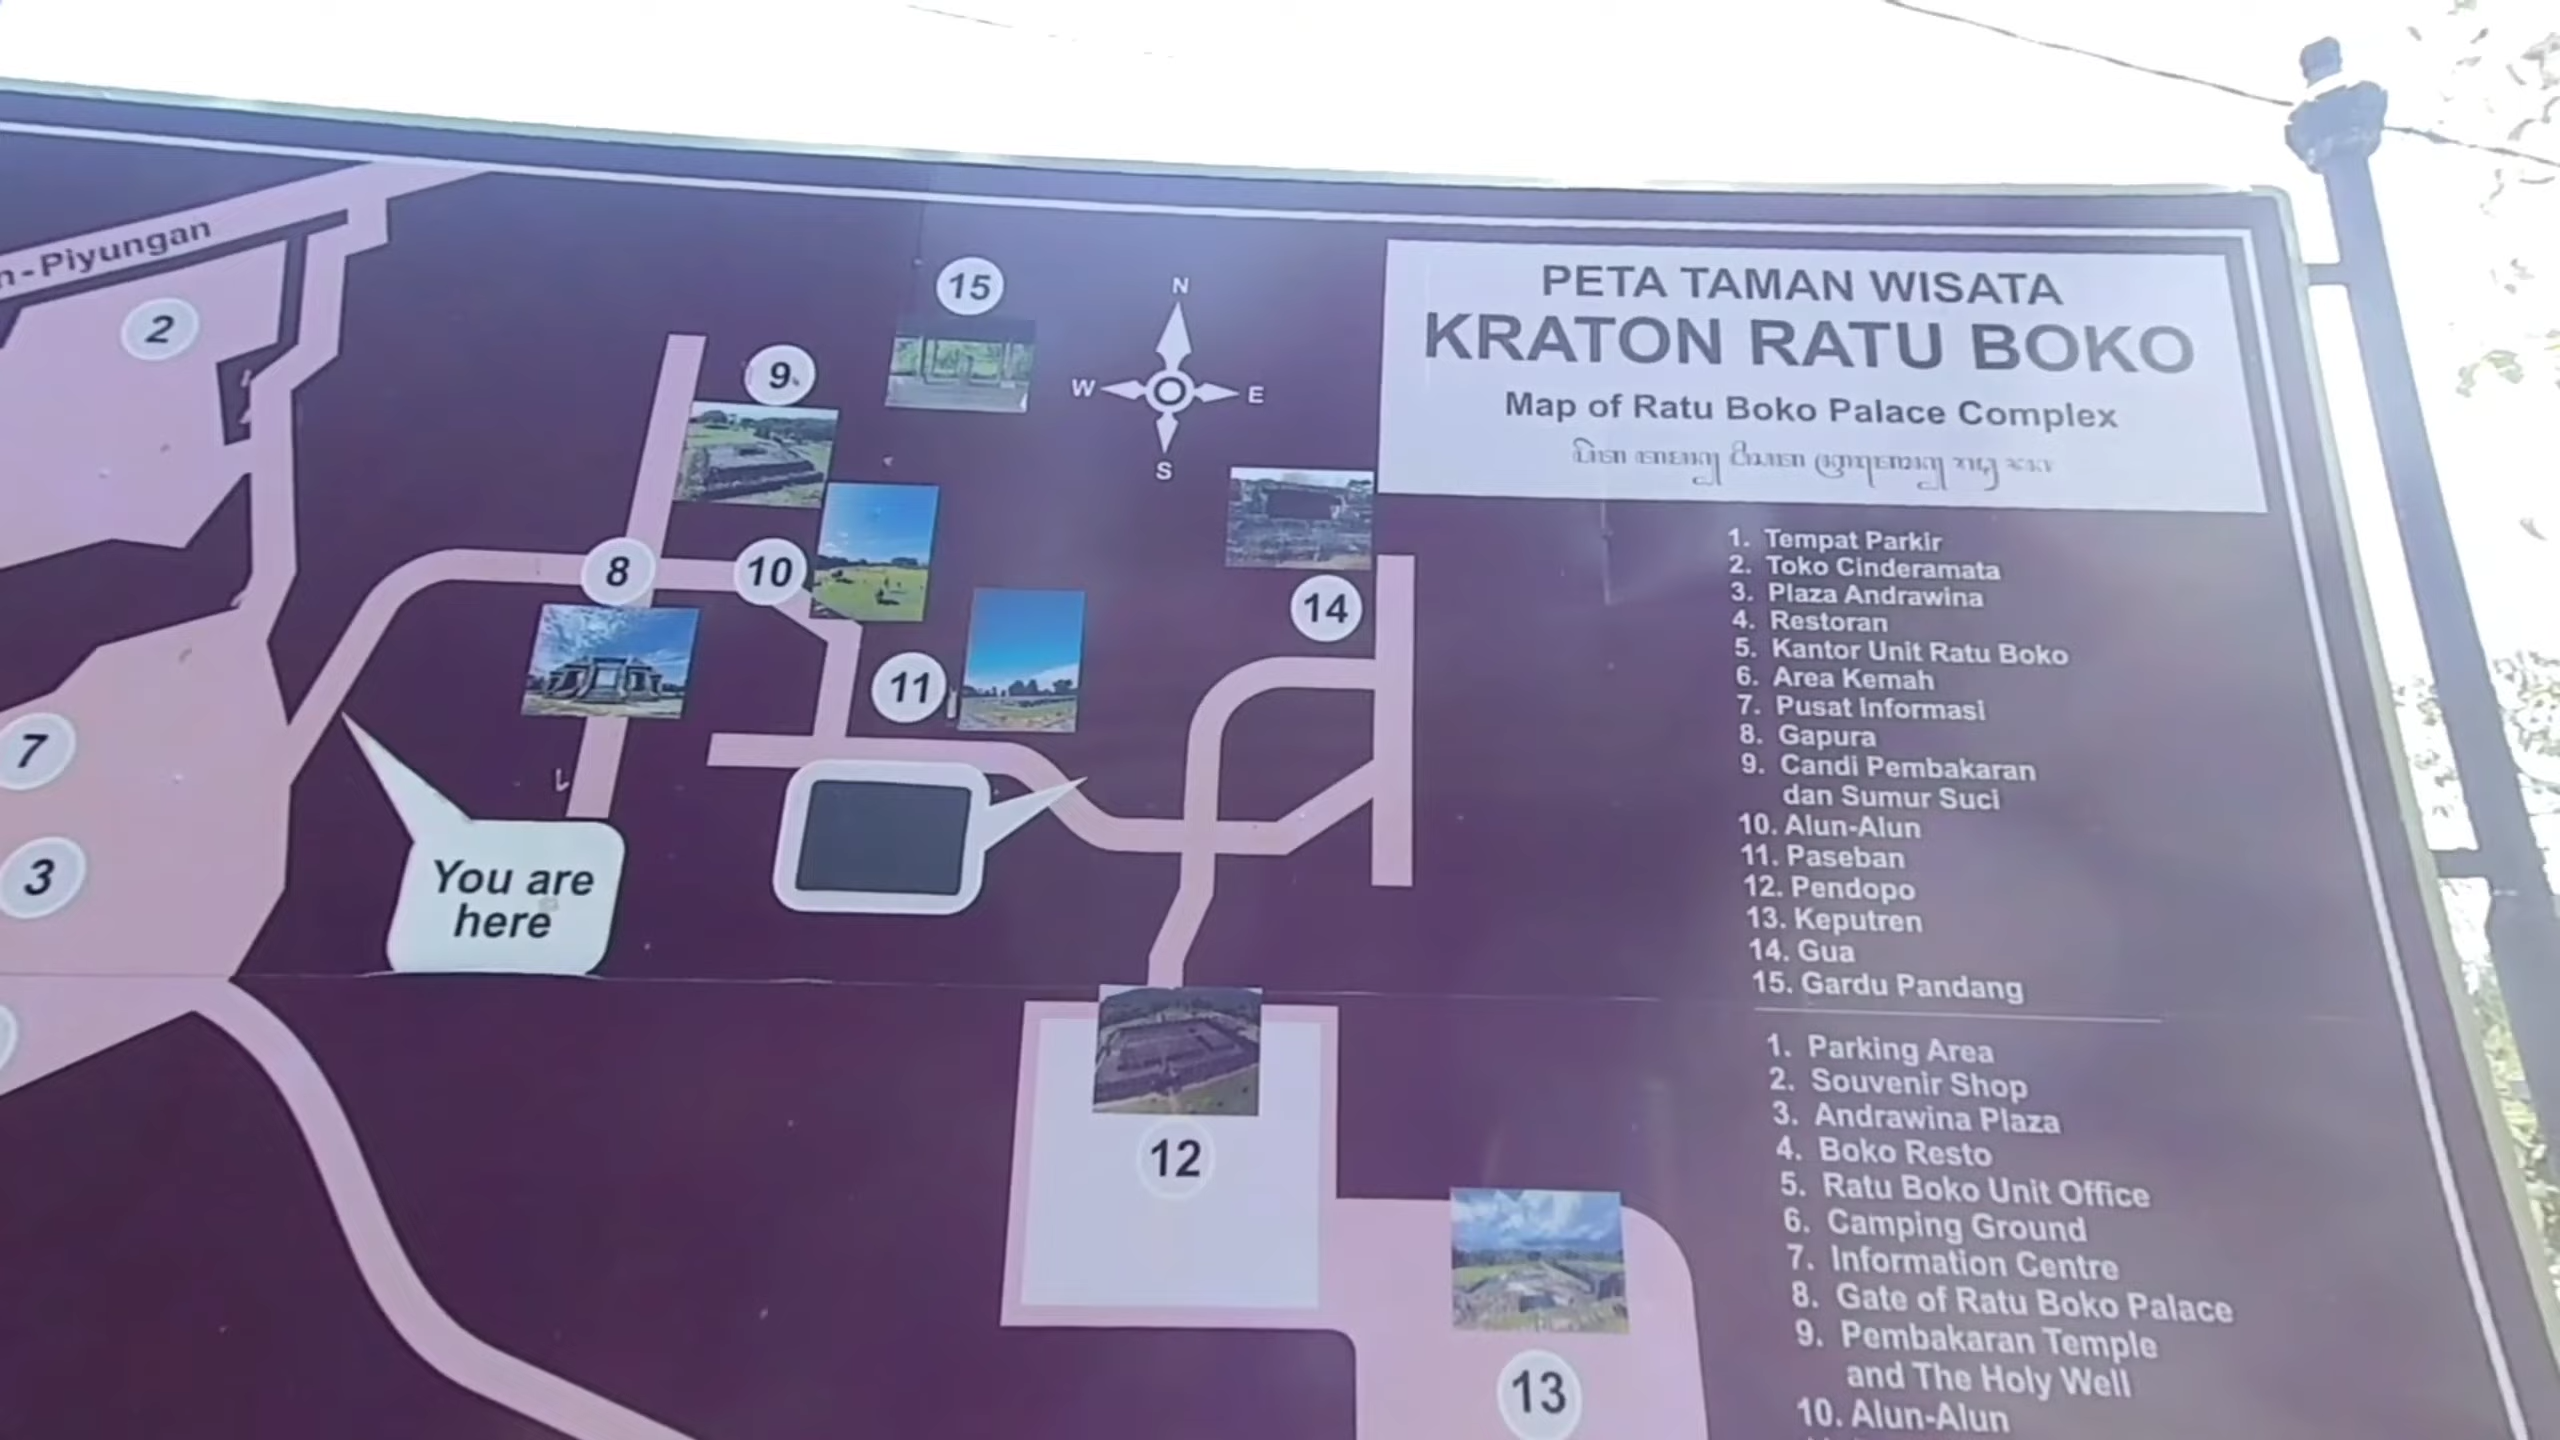 n-Piyungan
2
15
N
W
E
S
9
8
10
14
11
7
3
You are
here
12
13
PETA TAMAN WISATA
KRATON RATU BOKO
Map of Ratu Boko Palace Complex
1. Tempat Parkir
2. Toko Cinderamata
3. Plaza Andrawina
4. Restoran
5. Kantor Unit Ratu Boko
6. Area Kemah
7. Pusat Informasi
8. Gapura
9. Candi Pembakaran
dan Sumur Suci
10. Alun-Alun
11. Paseban
12. Pendopo
13. Keputren
14. Gua
15. Gardu Pandang
1. Parking Area
2. Souvenir Shop
3. Andrawina Plaza
4. Boko Resto
5. Ratu Boko Unit Office
6. Camping Ground
7. Information Centre
8. Gate of Ratu Boko Palace
9. Pembakaran Temple
and The Holy Well
10. Alun-Alun